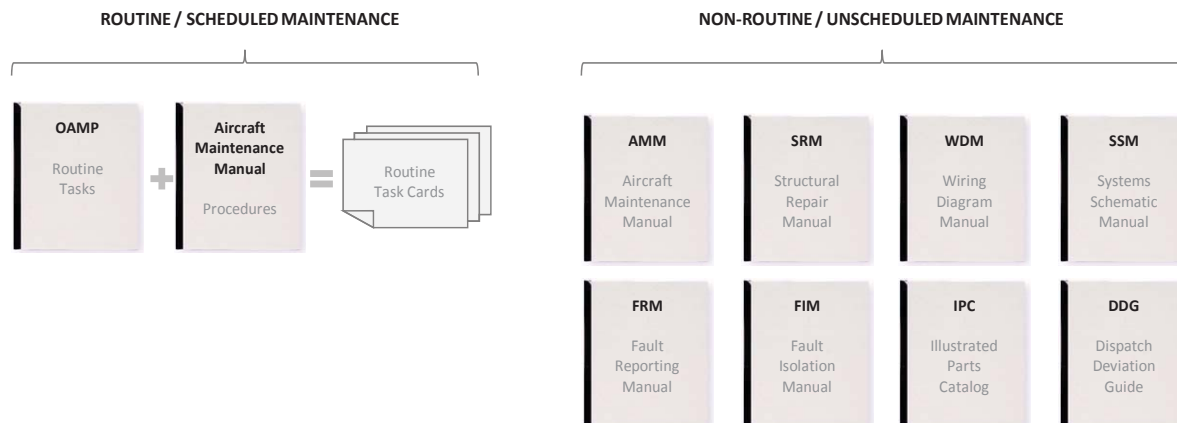 ROUTINE / SCHEDULED MAINTENANCE
NON-ROUTINE / UNSCHEDULED MAINTENANCE
OAMP
Routine
Tasks
Aircraft
Maintenance
Manual
Procedures
Routine
Task Cards
AMM
Aircraft
Maintenance
Manual
SRM
Structural
Repair
Manual
WDM
Wiring
Diagram
Manual
SSM
Systems
Schematic
Manual
FRM
Fault
Reporting
Manual
FIM
Fault
Isolation
Manual
IPC
Illustrated
Parts
Catalog
DDG
Dispatch
Deviation
Guide